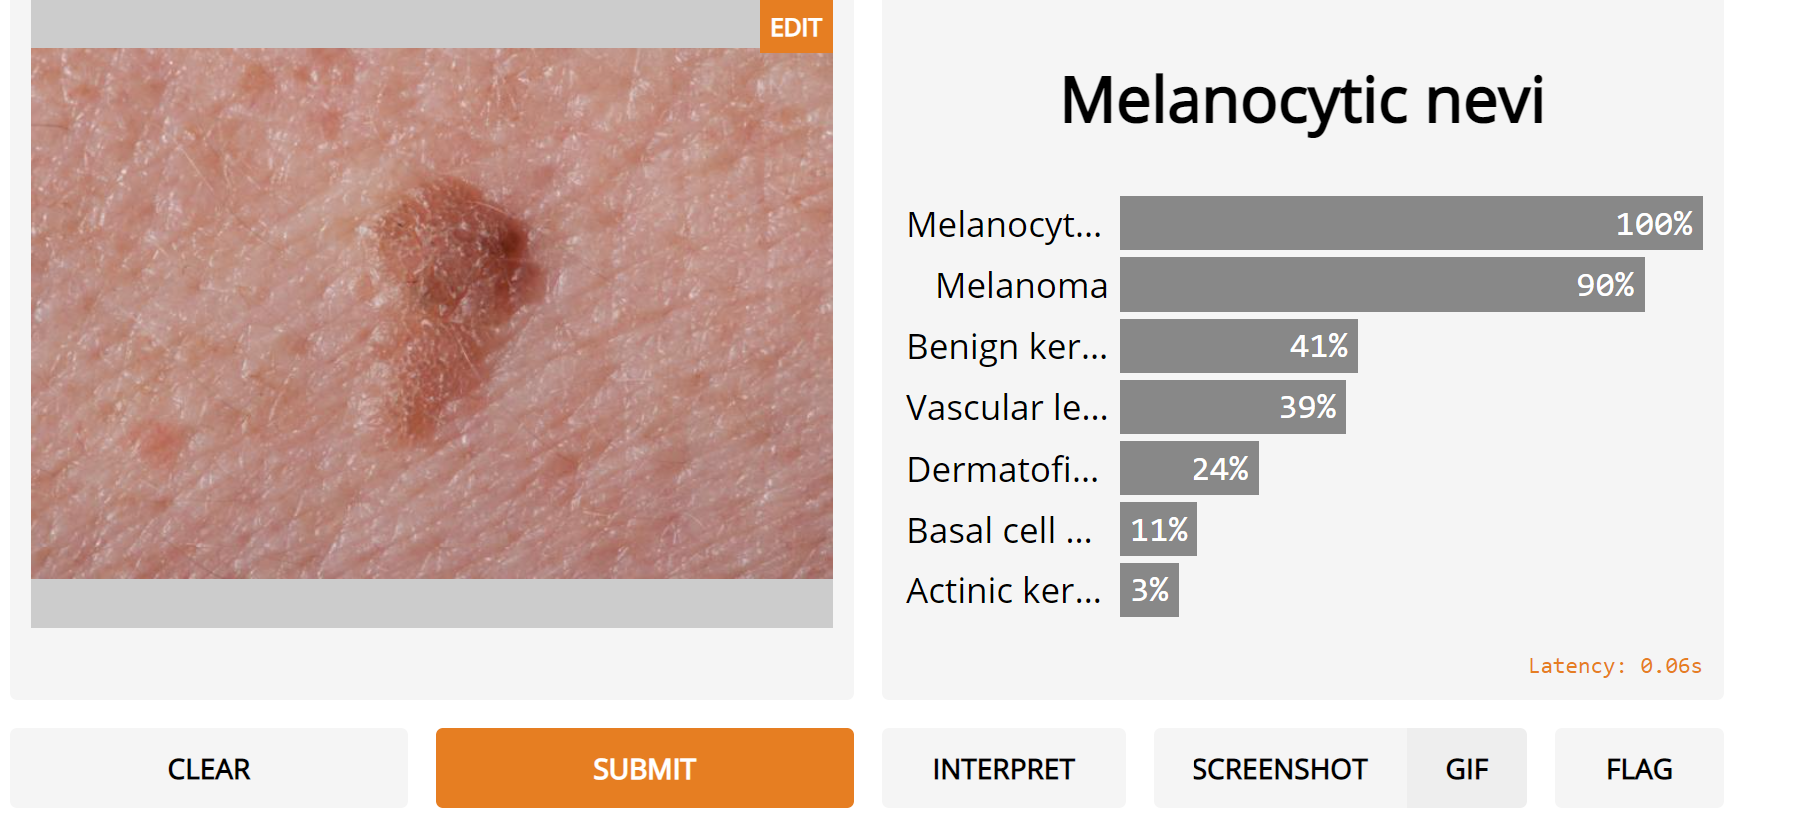 EDIT
Melanocytic nevi
Melanocyt... 100%
Melanoma 90%
Benign ker... 41%
Vascular le... 39%
Dermatofi... 24%
Basal cell ... 11%
Actinic ker... 3%
Latency: 0.06s
CLEAR SUBMIT INTERPRET SCREENSHOT GIF FLAG